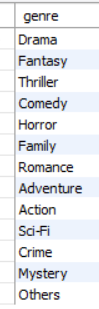 genre
Drama
Fantasy
Thriller
Comedy
Horror
Family
Romance
Adventure
Action
Sci-Fi
Crime
Mystery
Others